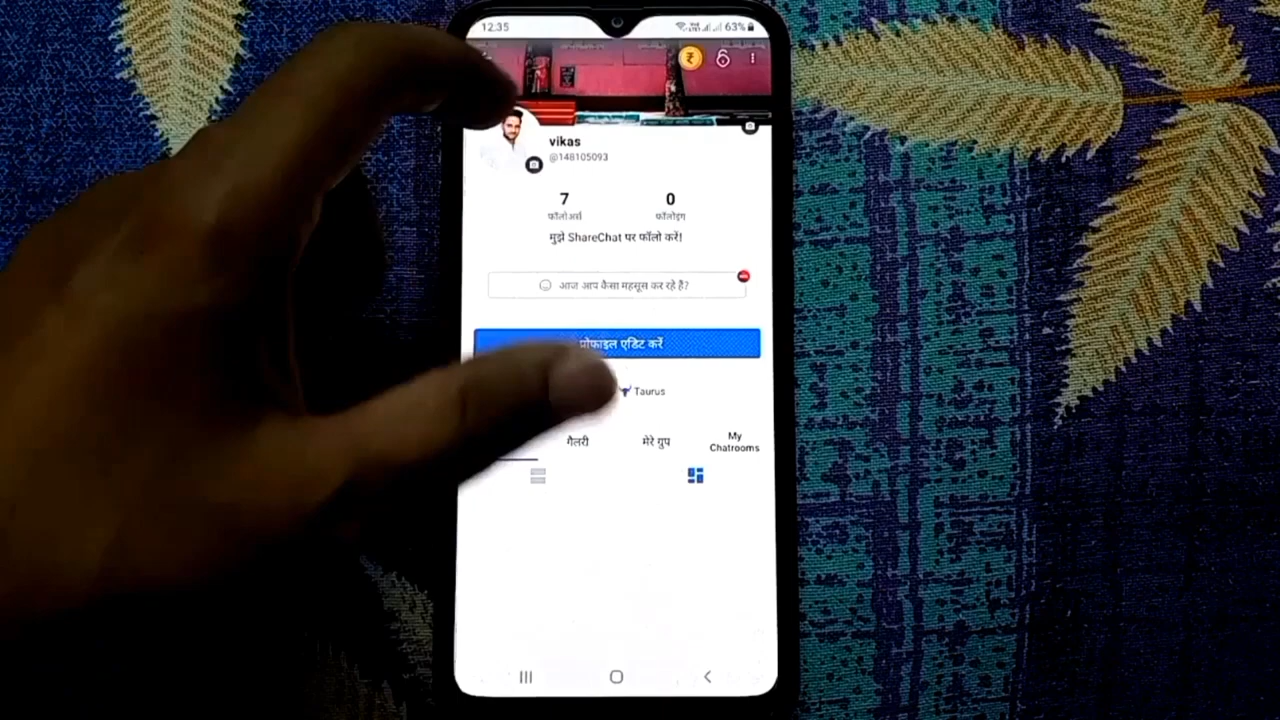 12:35
63%
vikas
@148105093
7
0
फॉलोअर्स
फॉलोइंग
मुझे ShareChat पर फॉलो करें!
आज आप कैसा महसूस कर रहे हैं?
प्रोफाइल एडिट करें
Taurus
गैलरी
मेरे ग्रुप
My
Chatrooms